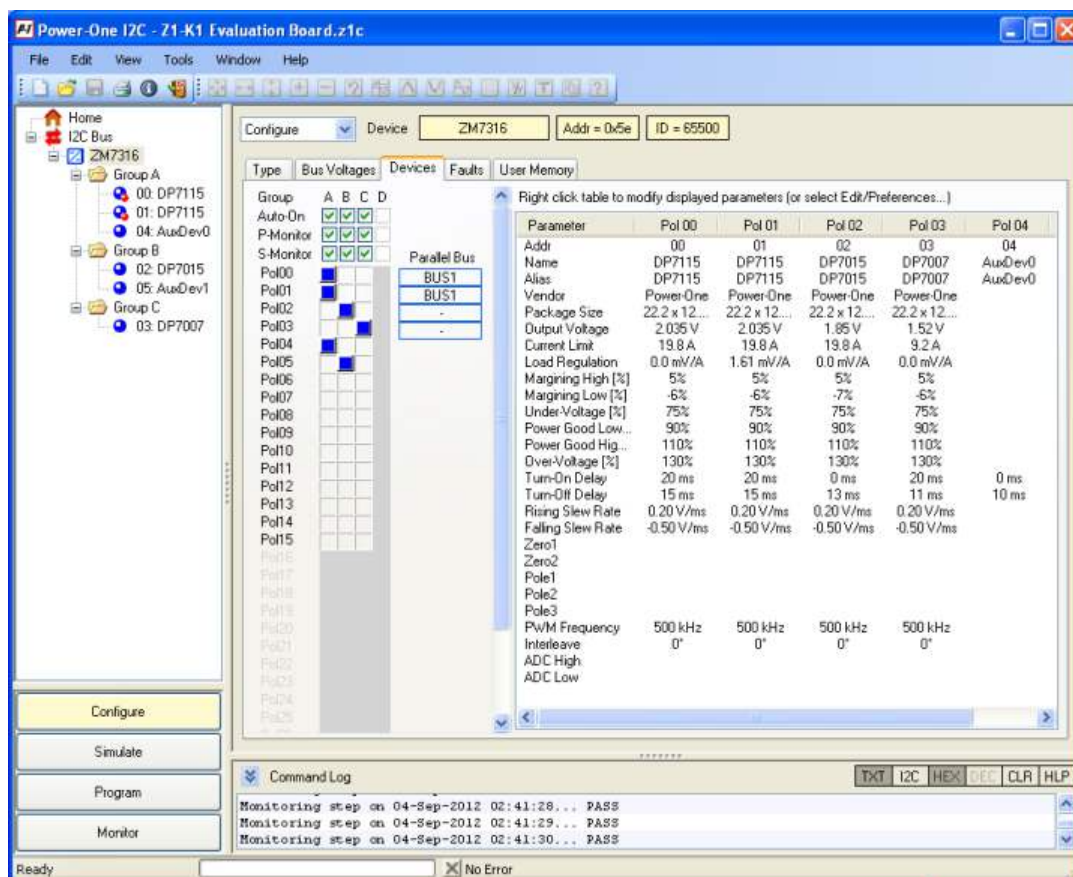 Power-One I2C - Z1-K1 Evaluation Board.z1c
File Edit View Tools Window Help
Home
I2C Bus
ZM7316
Group A
00: DP7115
01: DP7115
04: AuxDev0
Group B
02: DP7015
05: AuxDev1
Group C
03: DP7007
Configure
Simulate
Program
Monitor
Configure Device ZM7316 Addr = 0x5e ID = 65500
Type Bus Voltages Devices Faults User Memory
Group A B C D
Auto-On
P-Monitor
S-Monitor
Parallel Bus
Pol00 BUS1
Pol01 BUS1
Pol02 -
Pol03 -
Pol04
Pol05
Pol06
Pol07
Pol08
Pol09
Pol10
Pol11
Pol12
Pol13
Pol14
Pol15
Pol16
Pol17
Pol18
Pol19
Pol20
Pol21
Pol22
Pol23
Pol24
Pol25
Right click table to modify displayed parameters (or select Edit/Preferences...)
Parameter Pol 00 Pol 01 Pol 02 Pol 03 Pol 04
Addr 00 01 02 03 04
Name DP7115 DP7115 DP7015 DP7007 AuxDev0
Alias DP7115 DP7115 DP7015 DP7007 AuxDev0
Vendor Power-One Power-One Power-One Power-One
Package Size 22.2 x 12.... 22.2 x 12.... 22.2 x 12.... 22.2 x 12....
Output Voltage 2.035 V 2.035 V 1.85 V 1.52 V
Current Limit 19.8 A 19.8 A 19.8 A 9.2 A
Load Regulation 0.0 mV/A 1.61 mV/A 0.0 mV/A 0.0 mV/A
Margining High [%] 5% 5% 5% 5%
Margining Low [%] -6% -6% -7% -6%
Under-Voltage [%] 75% 75% 75% 75%
Power Good Low... 90% 90% 90% 90%
Power Good Hig... 110% 110% 110% 110%
Over-Voltage [%] 130% 130% 130% 130%
Turn-On Delay 20 ms 20 ms 0 ms 20 ms 0 ms
Turn-Off Delay 15 ms 15 ms 13 ms 11 ms 10 ms
Rising Slew Rate 0.20 V/ms 0.20 V/ms 0.20 V/ms 0.20 V/ms
Falling Slew Rate -0.50 V/ms -0.50 V/ms -0.50 V/ms -0.50 V/ms
Zero1
Zero2
Pole1
Pole2
Pole3
PWM Frequency 500 kHz 500 kHz 500 kHz 500 kHz
Interleave 0° 0° 0° 0°
ADC High
ADC Low
Command Log TXT I2C HEX DEC CLR HLP
Monitoring step on 04-Sep-2012 02:41:28... PASS
Monitoring step on 04-Sep-2012 02:41:29... PASS
Monitoring step on 04-Sep-2012 02:41:30... PASS
Ready No Error